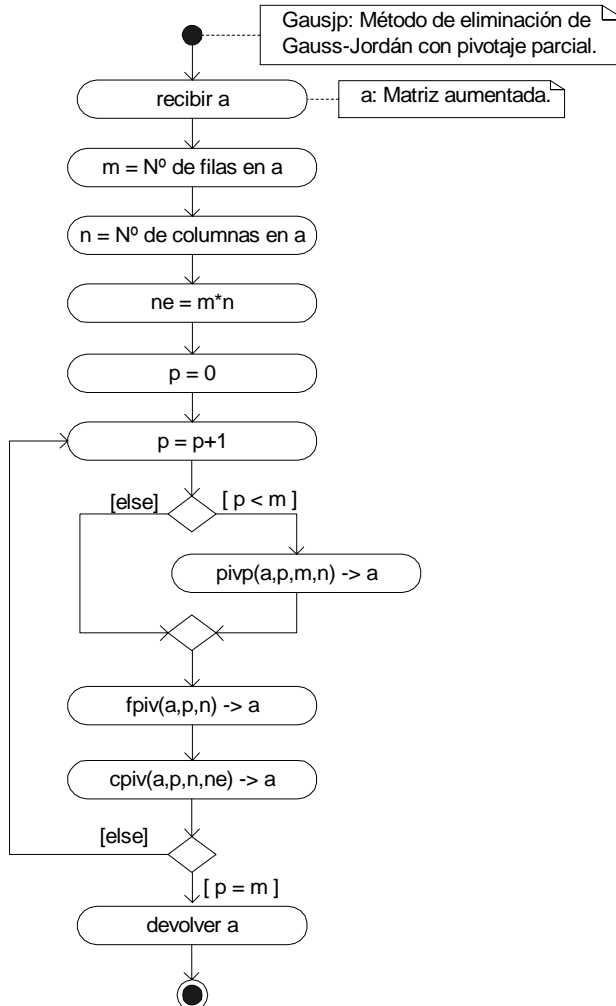 Gausjp: Método de eliminación de
Gauss-Jordán con pivotaje parcial.
recibir a
a: Matriz aumentada.
m = Nº de filas en a
n = Nº de columnas en a
ne = m*n
p = 0
p = p+1
[else]
[ p < m ]
pivp(a,p,m,n) -> a
fpiv(a,p,n) -> a
cpiv(a,p,n,ne) -> a
[else]
[ p = m ]
devolver a